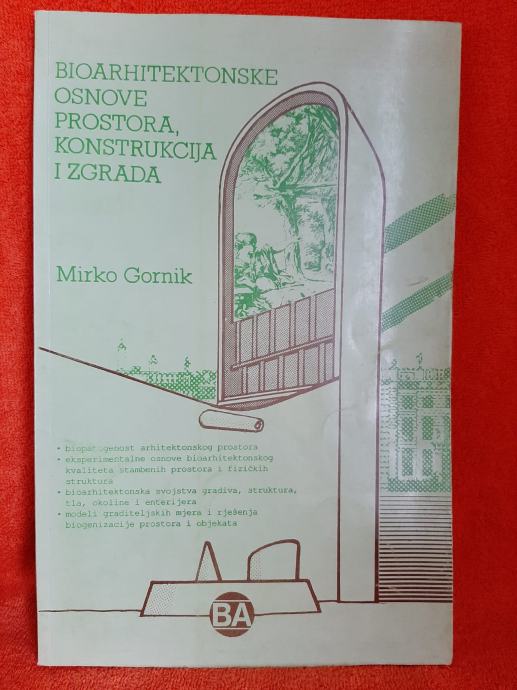 BIOARHITEKTONSKE
OSNOVE
PROSTORA,
KONSTRUKCIJA
I ZGRADA
Mirko Gornik
• biopatogenost arhitektonskog prostora
• eksperimentalne osnove bioarhitektonskog
kvaliteta stambenih prostora i fizičkih
struktura
• bioarhitektonska svojstva gradiva, struktura,
tla, okoline i enterijera
• modeli graditeljskih mjera i rješenja
biogenizacije prostora i objekata
BA